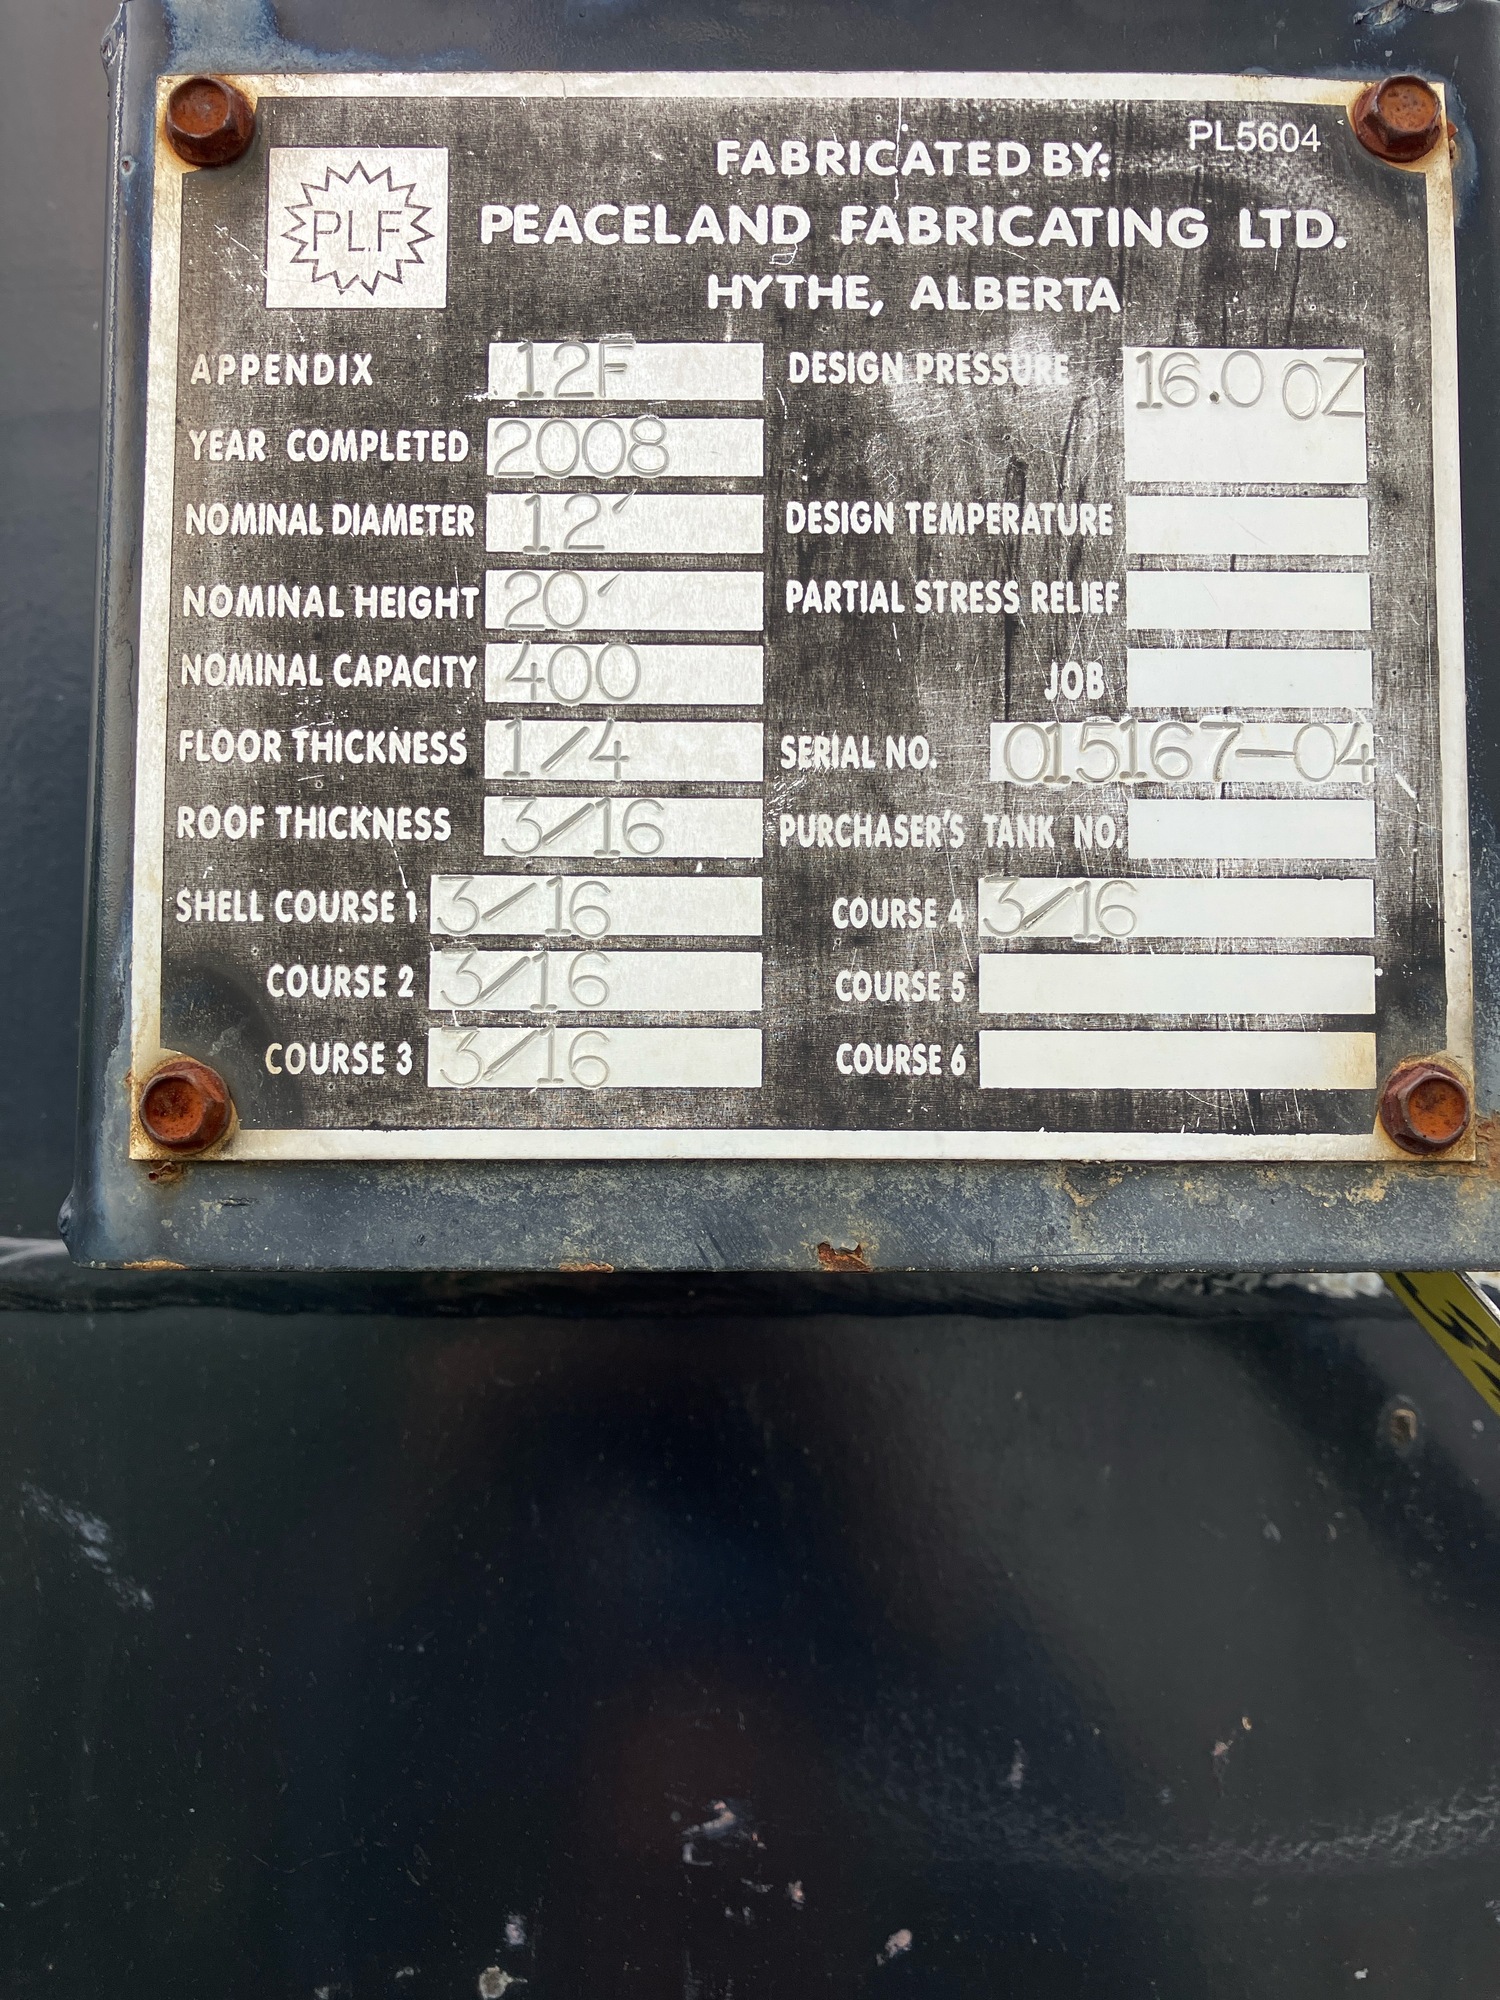 PL5604
FABRICATED BY:
PLF
PEACELAND FABRICATING LTD.
HYTHE, ALBERTA
APPENDIX 12F
YEAR COMPLETED 2008
NOMINAL DIAMETER 12'
NOMINAL HEIGHT 20'
NOMINAL CAPACITY 400
FLOOR THICKNESS 1/4
ROOF THICKNESS 3/16
SHELL COURSE 1 3/16
COURSE 2 3/16
COURSE 3 3/16
DESIGN PRESSURE 16.0 OZ
DESIGN TEMPERATURE
PARTIAL STRESS RELIEF
JOB
SERIAL NO. 015167-04
PURCHASER'S TANK NO.
COURSE 4 3/16
COURSE 5
COURSE 6